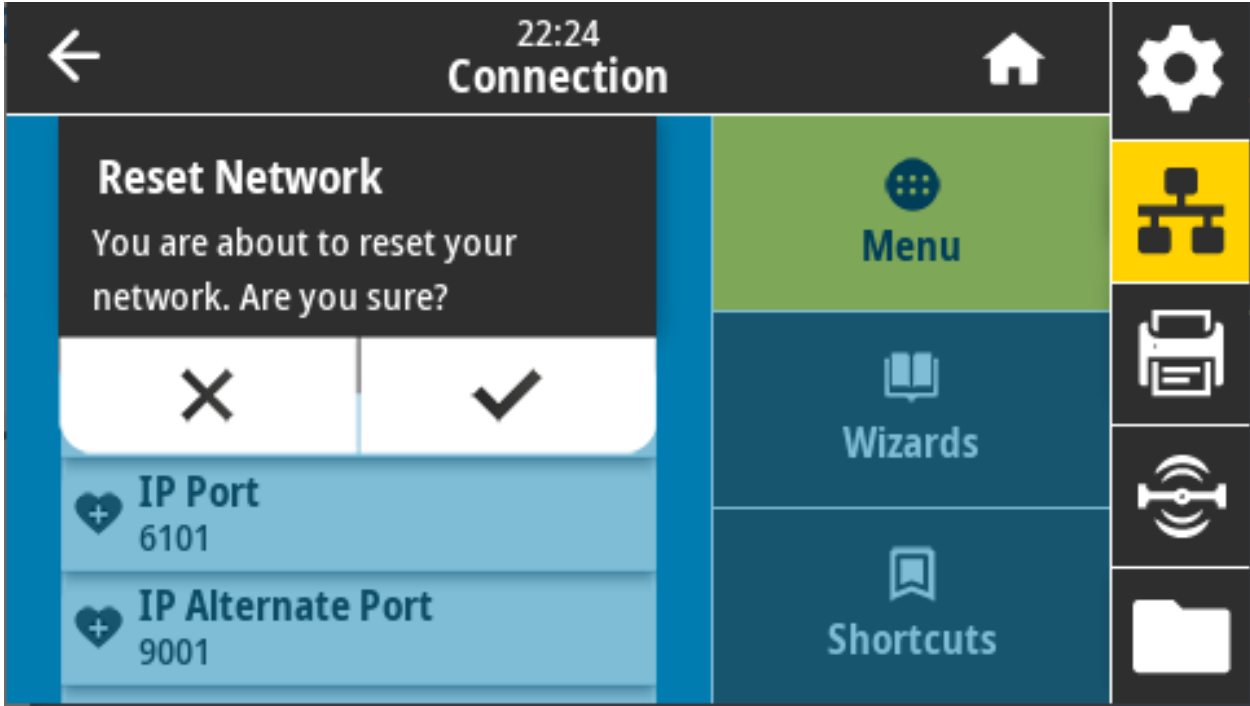 22:24
Connection
Reset Network
You are about to reset your
network. Are you sure?
IP Port
6101
IP Alternate Port
9001
Menu
Wizards
Shortcuts